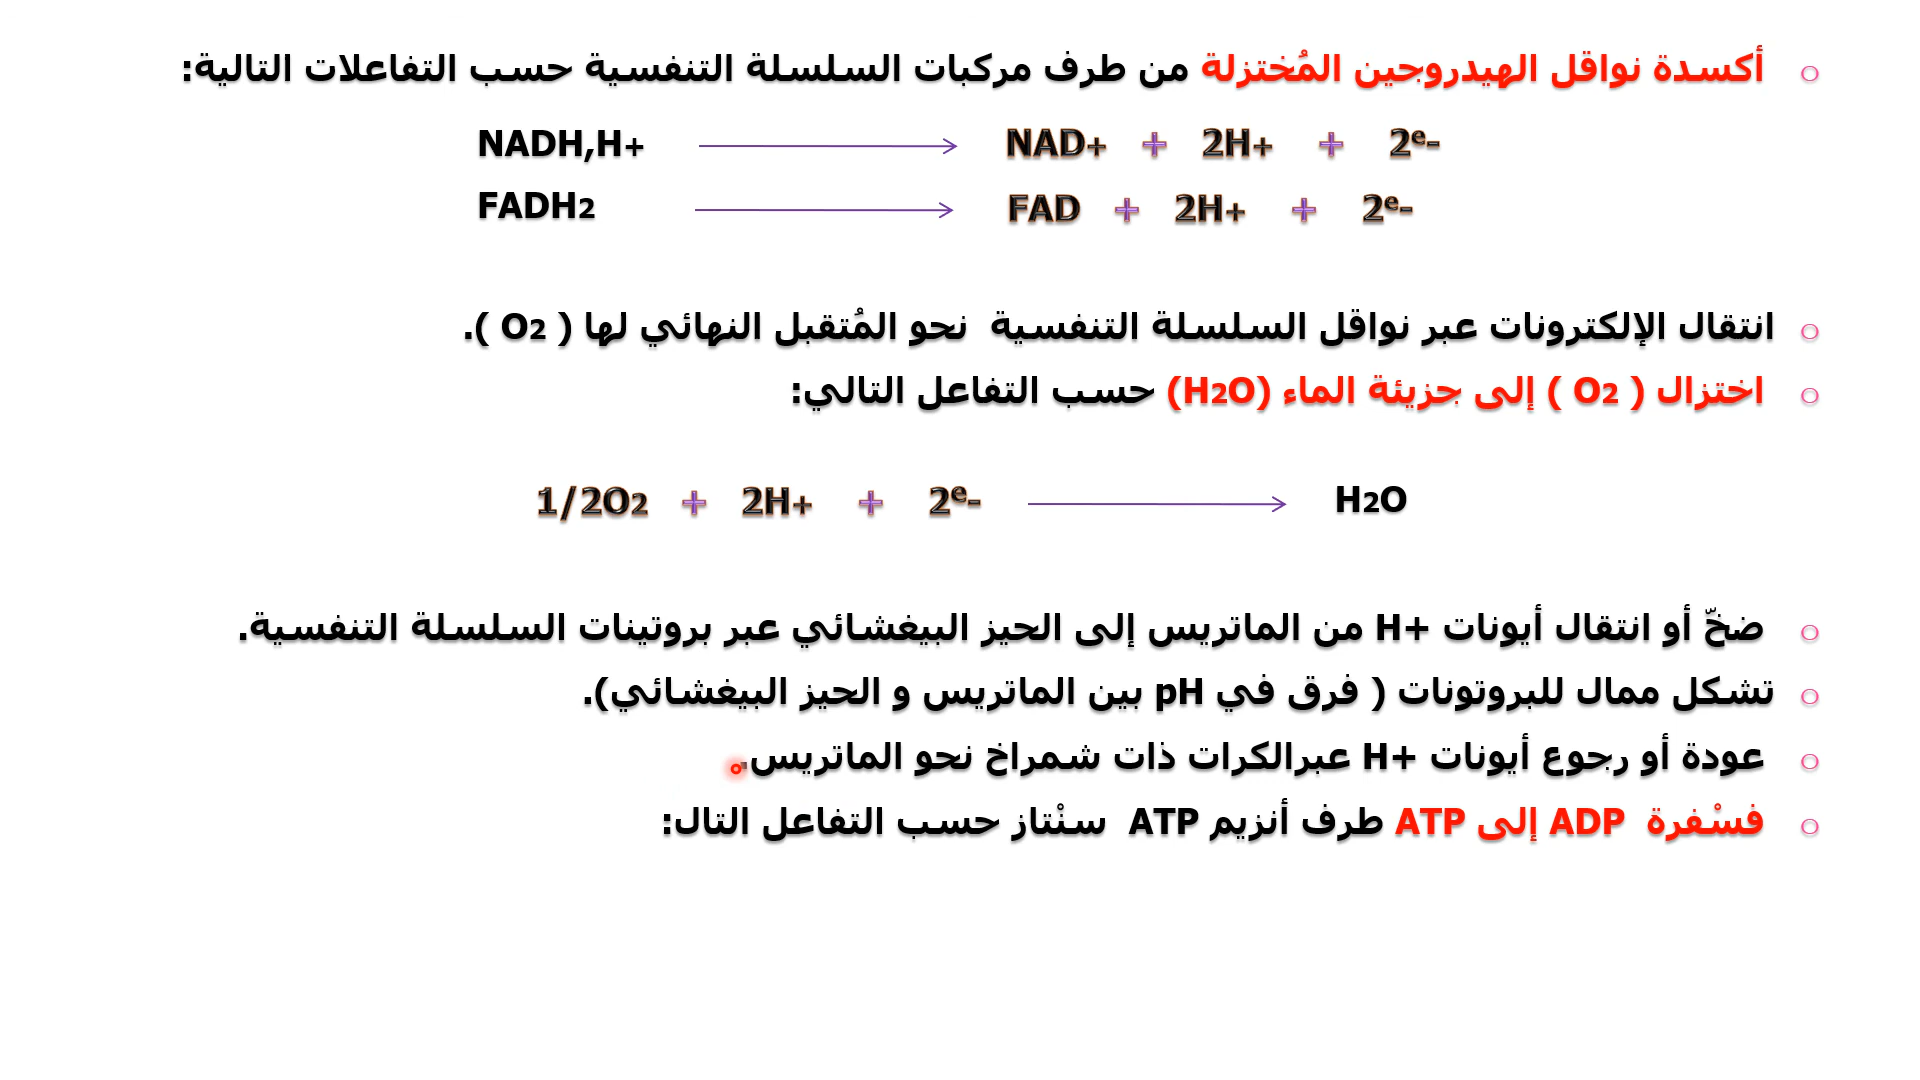 o أكسدة نواقل الهيدروجين المُختزلة من طرف مركبات السلسلة التنفسية حسب التفاعلات التالية:
NADH,H+ → NAD+ + 2H+ + 2e-
FADH2 → FAD + 2H+ + 2e-
o انتقال الإلكترونات عبر نواقل السلسلة التنفسية نحو المُتقبل النهائي لها ( O2 ).
o اختزال ( O2 ) إلى جزيئة الماء (H2O) حسب التفاعل التالي:
1/2O2 + 2H+ + 2e- → H2O
o ضخّ أو انتقال أيونات H+ من الماتريس إلى الحيز البيغشائي عبر بروتينات السلسلة التنفسية.
o تشكل ممال للبروتونات ( فرق في pH بين الماتريس و الحيز البيغشائي).
o عودة أو رجوع أيونات H+ عبرالكرات ذات شمراخ نحو الماتريس.
o فسْفرة ADP إلى ATP طرف أنزيم ATP سنْتاز حسب التفاعل التال: